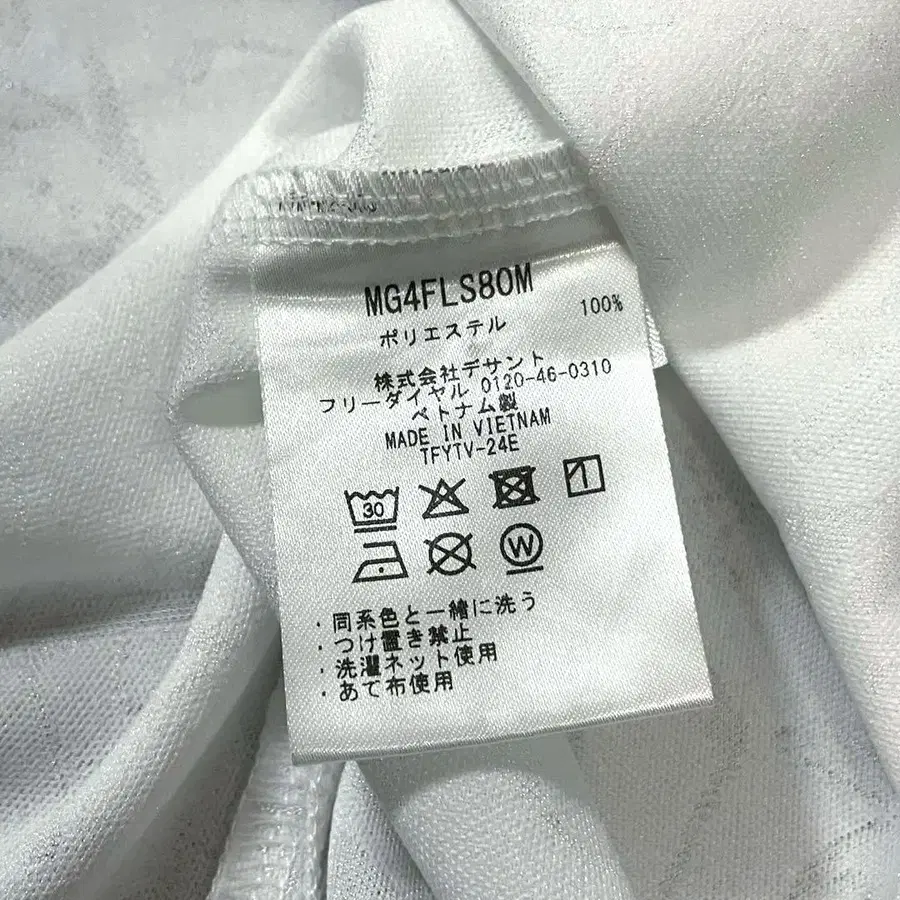 MG4FLS80M
ポリエステル 100%
株式会社デサント
フリーダイヤル 0120-46-0310
ベトナム製
MADE IN VIETNAM
TFYTV-24E
30
W
・同系色と一緒に洗う
・つけ置き禁止
・洗濯ネット使用
・あて布使用